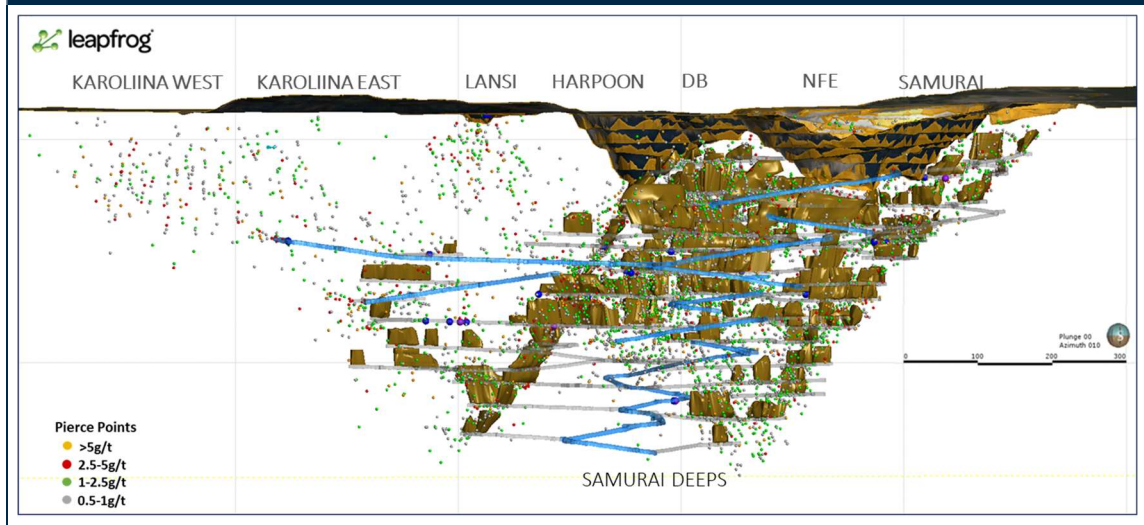 leapfrog
KAROLIINA WEST KAROLIINA EAST LANSI HARPOON DB NFE SAMURAI
Plunge 00
Azimuth 010
0 100 200 300
Pierce Points
>5g/t
2.5-5g/t
1-2.5g/t
0.5-1g/t
SAMURAI DEEPS